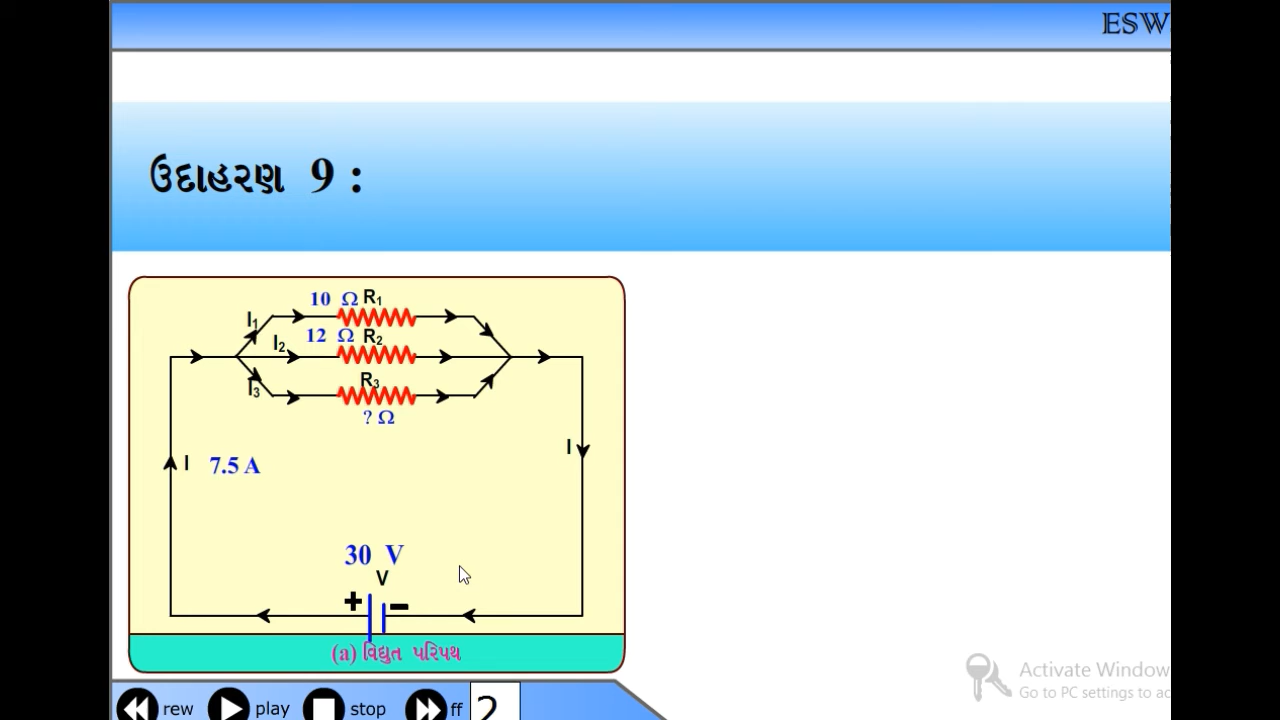 ESW
ઉદાહરણ 9 :
10 Ω R₁
I₁
12 Ω R₂
I₂
R₃
I₃
? Ω
I
I 7.5 A
30 V
V
+ −
(a) વિદ્યુત પરિપથ
Activate Window
Go to PC settings to ac
rew play stop ff 2